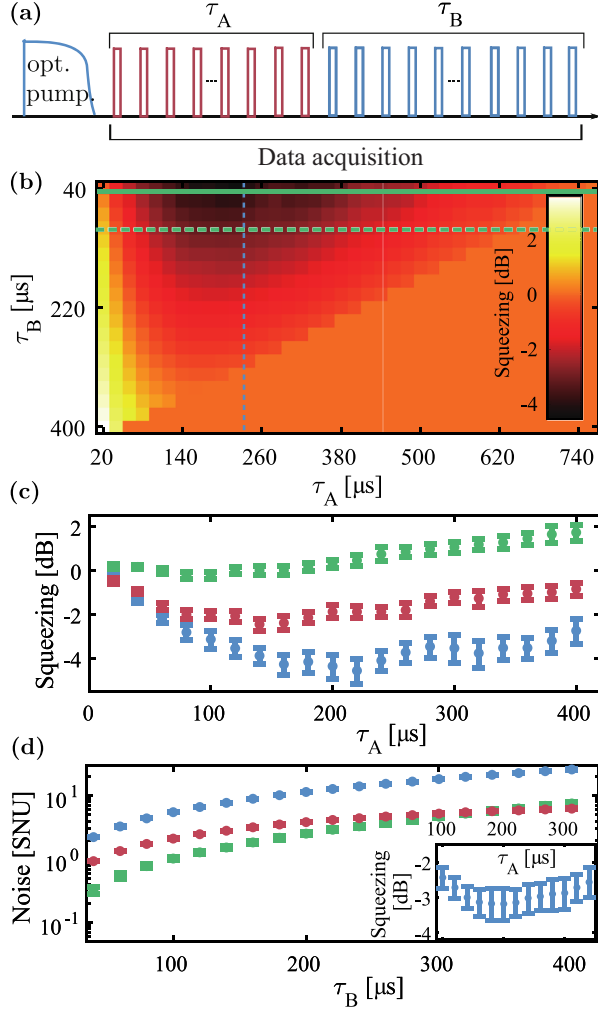 (a)
τA
τB
opt.
pump.
...
...
Data acquisition
(b)
40
220
400
τB [μs]
2
0
-2
-4
Squeezing [dB]
20 140 260 380 500 620 740
τA [μs]
(c)
2
0
-2
-4
Squeezing [dB]
0 100 200 300 400
τA [μs]
(d)
10^1
10^0
10^-1
Noise [SNU]
100 200 300
τA [μs]
-2
-3
-4
Squeezing
[dB]
100 200 300 400
τB [μs]